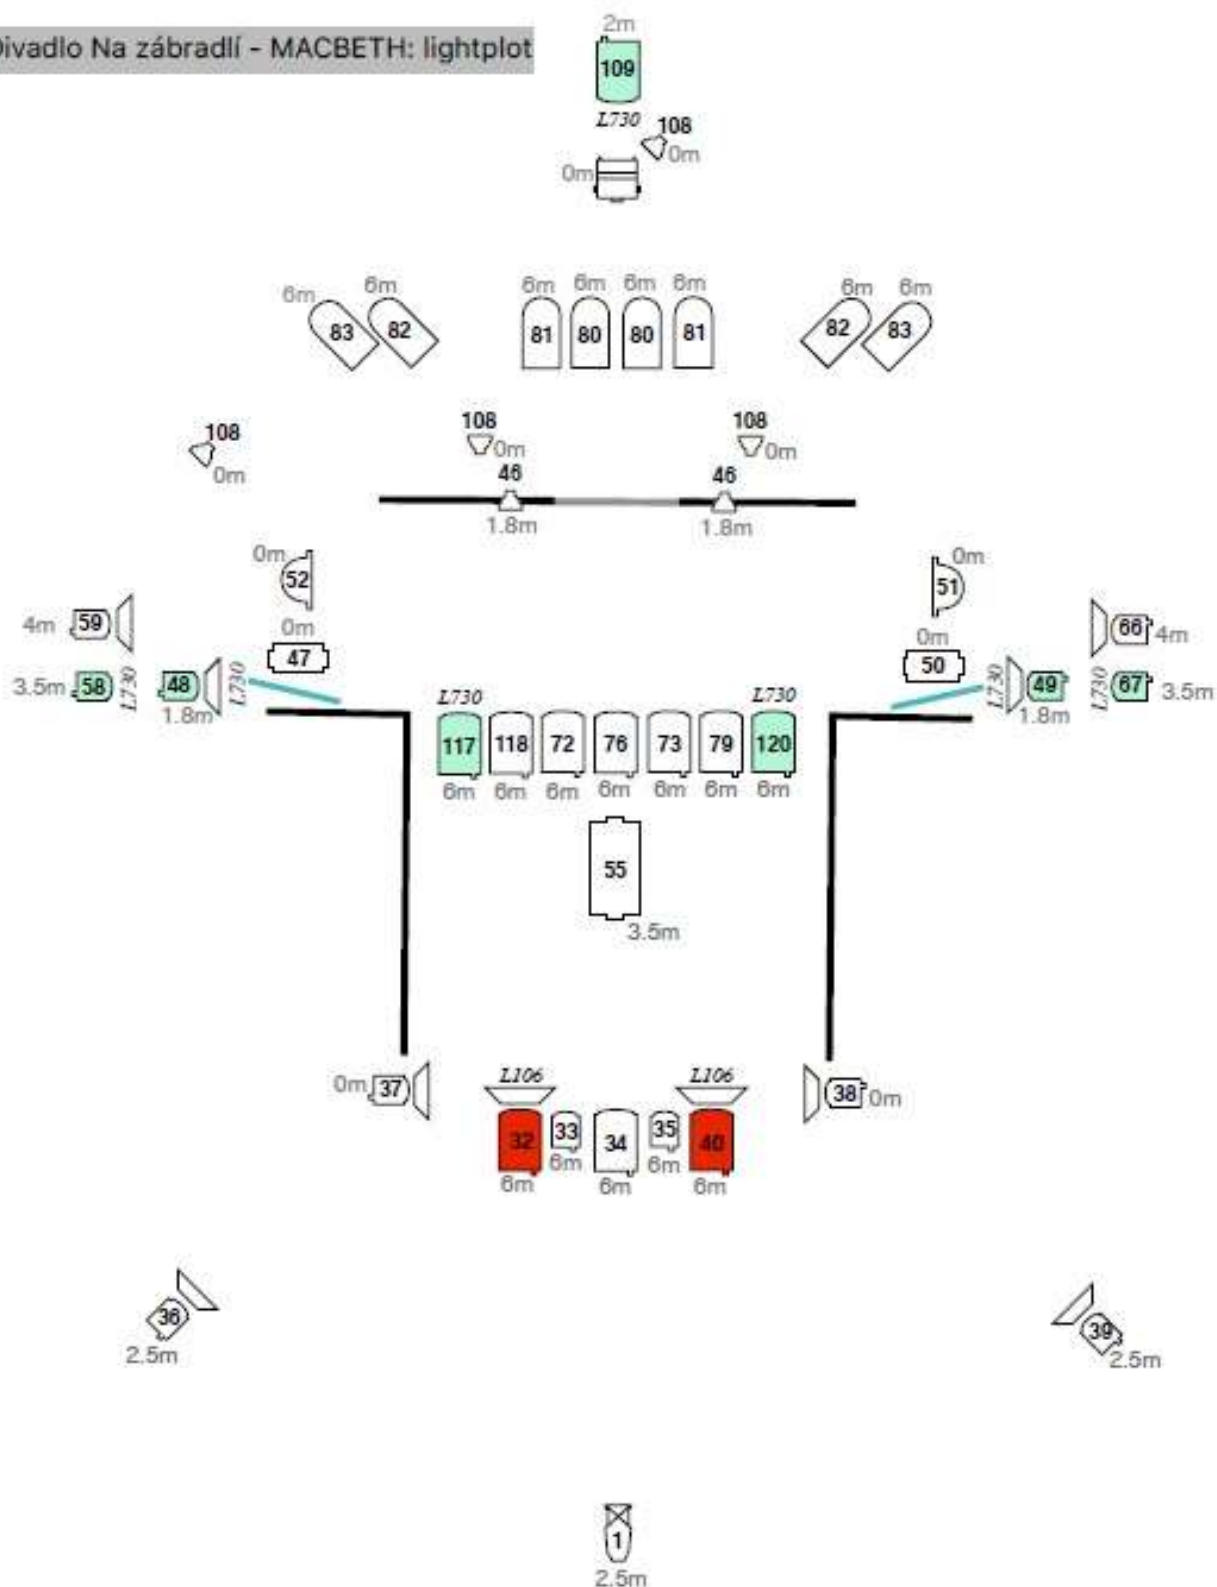 Divadlo Na zábradlí - MACBETH: lightplot
2m
109
L730
108
0m
0m
6m 6m 6m 6m 6m 6m 6m 6m
83 82 81 80 80 81 82 83
108 108 108
0m 0m 0m
46 46
1.8m 1.8m
0m 52 51 0m
4m 59 0m 0m 66 4m
47 50
3.5m 58 L730 48 L730 L730 49 L730 67 3.5m
1.8m 1.8m
L730 L730
117 118 72 76 73 79 120
6m 6m 6m 6m 6m 6m 6m
55
3.5m
0m 37 L106 L106 38 0m
32 33 34 35 40
6m 6m 6m 6m 6m
36 39
2.5m 2.5m
1
2.5m